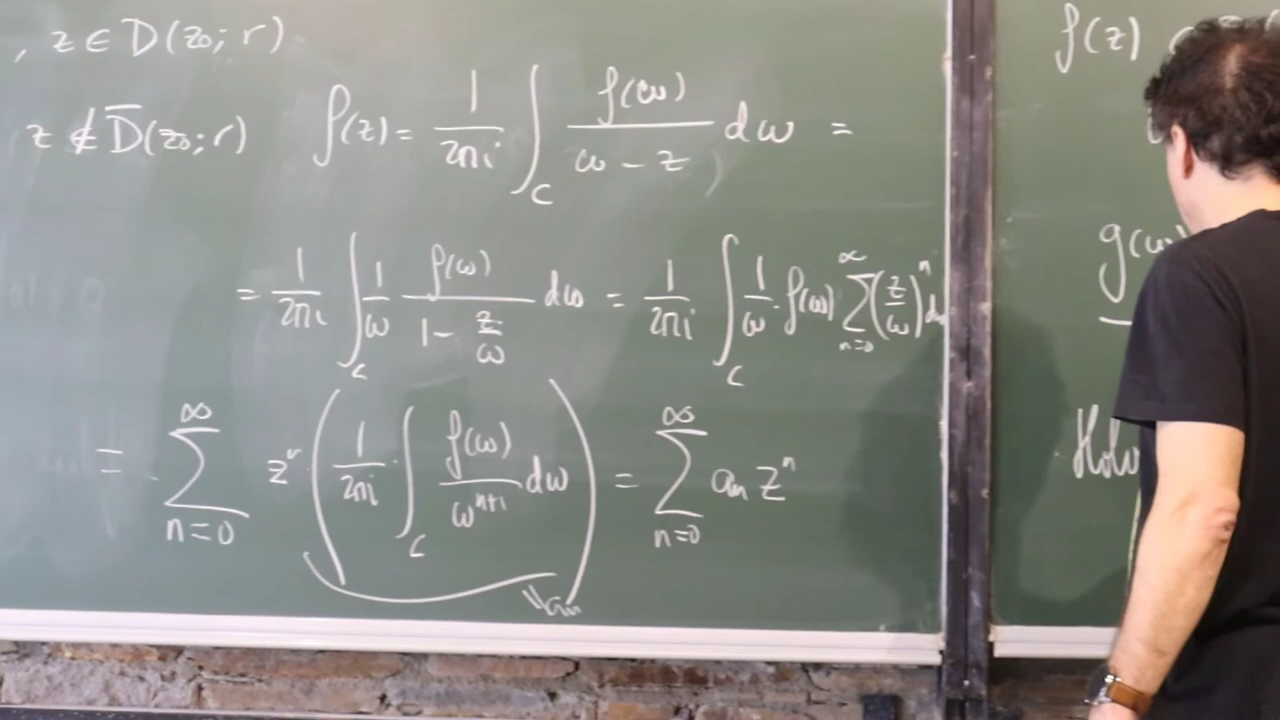 , z ∈ D(z₀; r)
z ∉ D̅(z₀; r)
f(z) = 1/(2πi) ∫_C f(ω)/(ω − z) dω =
= 1/(2πi) ∫_C 1/ω f(ω)/(1 − z/ω) dω = 1/(2πi) ∫_C 1/ω · f(ω) ∑_{n=0}^∞ (z/ω)^n dω
= ∑_{n=0}^∞ z^n · (1/(2πi) · ∫_C f(ω)/ω^{n+1} dω) = ∑_{n=0}^∞ a_n z^n
f(z)
g(ω)